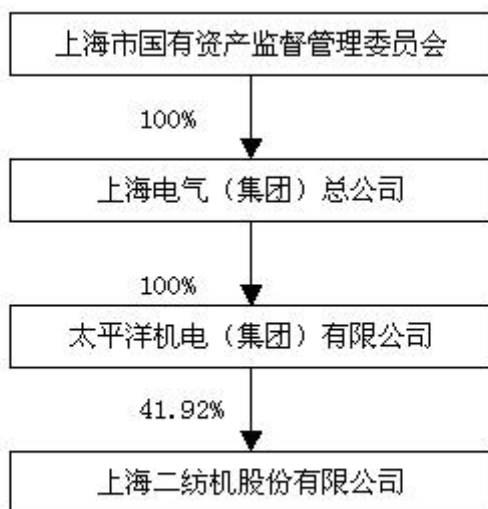 上海市国有资产监督管理委员会
100%
上海电气（集团）总公司
100%
太平洋机电（集团）有限公司
41.92%
上海二纺机股份有限公司